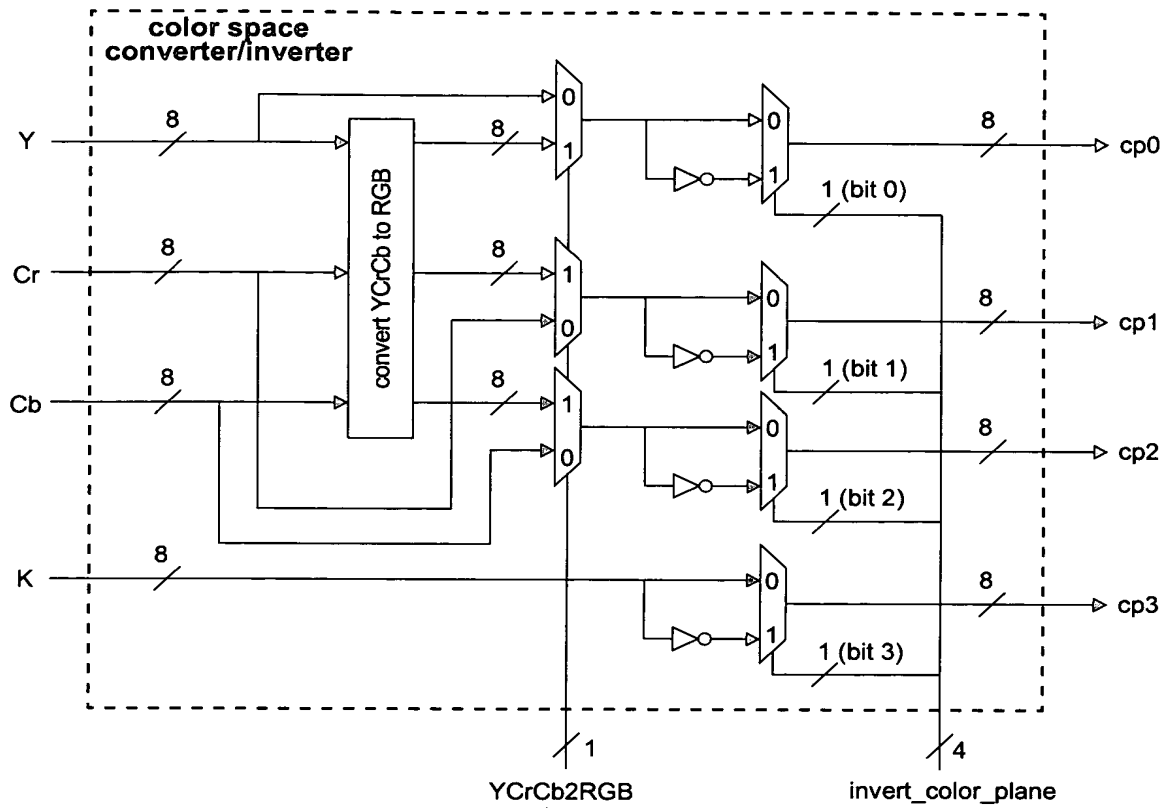 color space
converter/inverter
Y
8
8
0
1
0
1
8
cp0
1 (bit 0)
Cr
8
convert YCrCb to RGB
8
1
0
0
1
8
cp1
1 (bit 1)
Cb
8
8
1
0
0
1
8
cp2
1 (bit 2)
K
8
0
1
8
cp3
1 (bit 3)
1
4
YCrCb2RGB
invert_color_plane